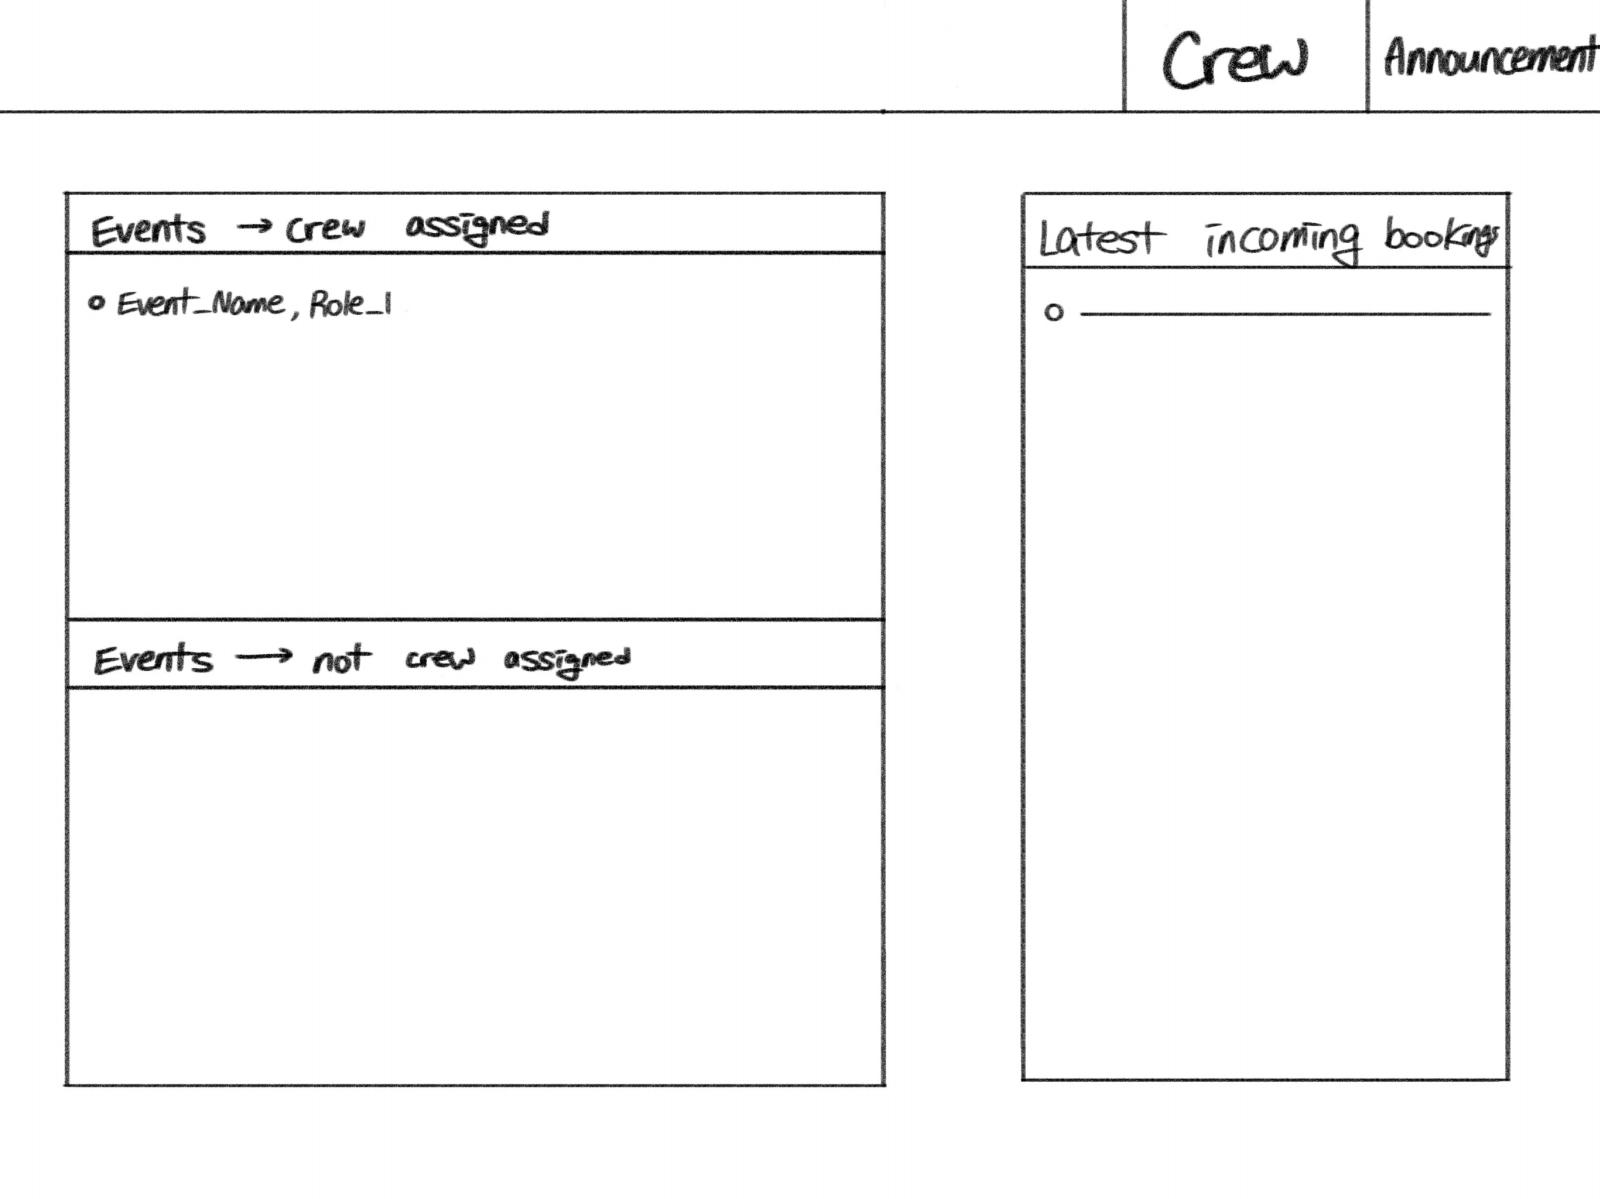 Crew
Announcement
Events → Crew assigned
Event_Name, Role_1
Events → not crew assigned
Latest incoming bookings